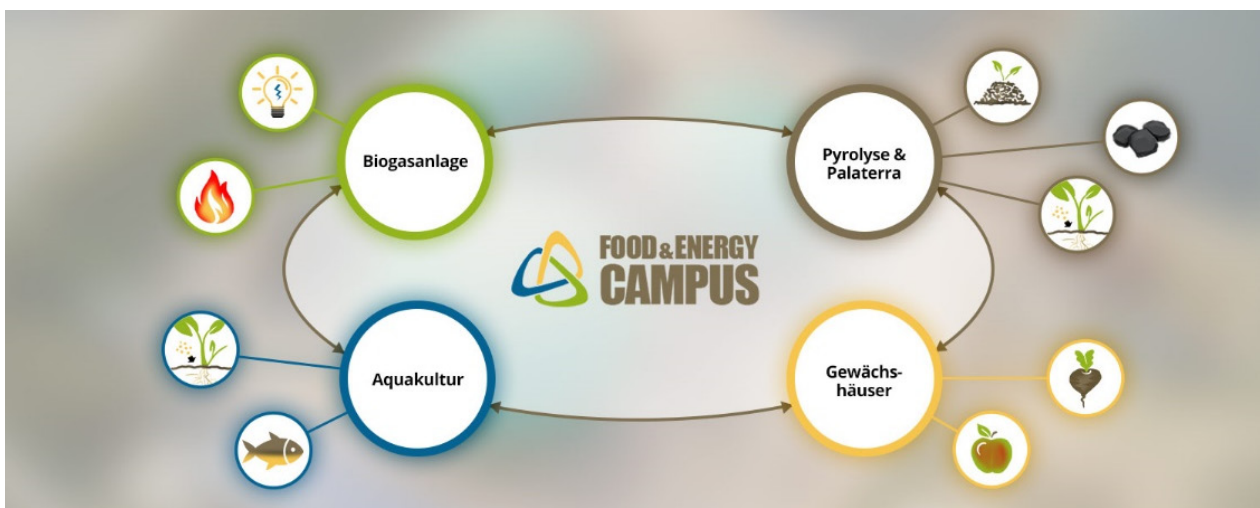 Biogasanlage
Pyrolyse &
Palaterra
FOOD & ENERGY
CAMPUS
Aquakultur
Gewächs-
häuser